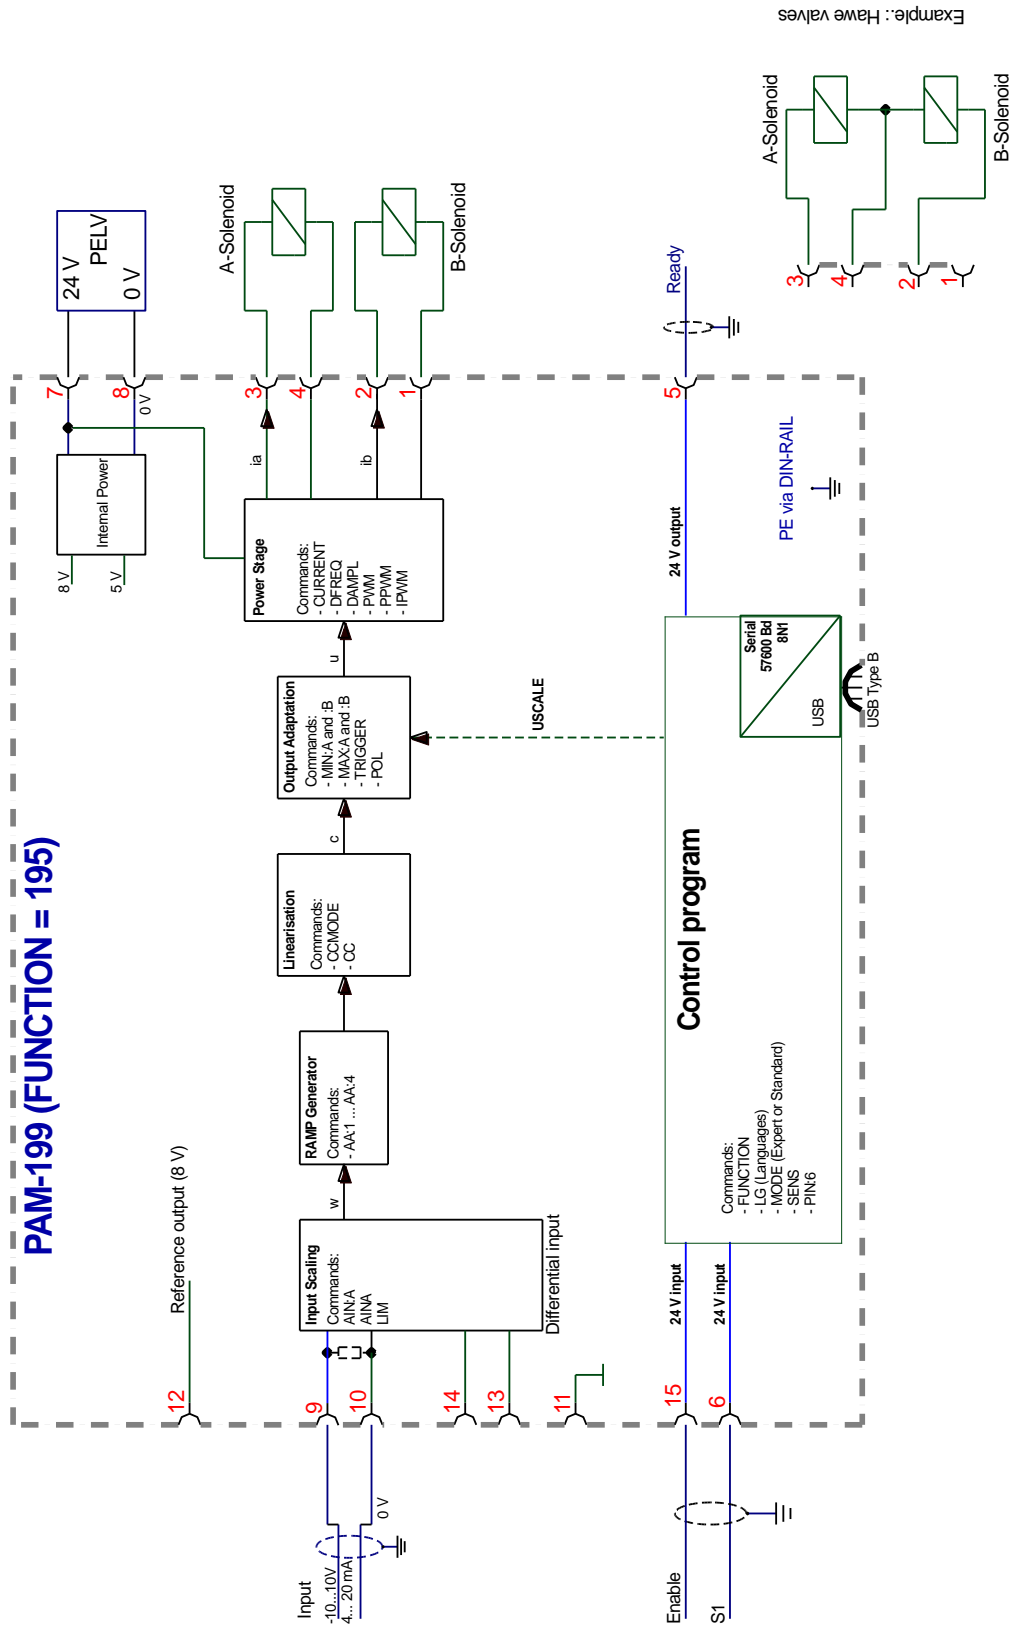 PAM-199 (FUNCTION = 195)
Reference output (8 V)
12
Input
-10...10V
4... 20 mA
0 V
9
10
14
13
11
Input Scaling
Commands:
AIN:A
AINA
LIM
Differential input
w
RAMP Generator
Commands:
- AA:1 ... AA:4
Linearisation
Commands:
- CCMODE
- CC
c
Output Adaptation
Commands:
- MIN:A and :B
- MAX:A and :B
- TRIGGER
- POL
u
Power Stage
Commands:
- CURRENT
- DFREQ
- DAMPL
- PWM
- PPWM
- IPWM
8 V
5 V
Internal Power
7
8
0 V
24 V
PELV
0 V
ia
ib
3
4
2
1
A-Solenoid
B-Solenoid
USCALE
Enable
S1
15
6
24 V input
24 V input
Control program
Commands:
- FUNCTION
- LG (Languages)
- MODE (Expert or Standard)
- SENS
- PIN:6
Serial
57600 Bd
8N1
USB
USB Type B
24 V output
5
Ready
PE via DIN-RAIL
3
4
2
1
A-Solenoid
B-Solenoid
Example:: Hawe valves